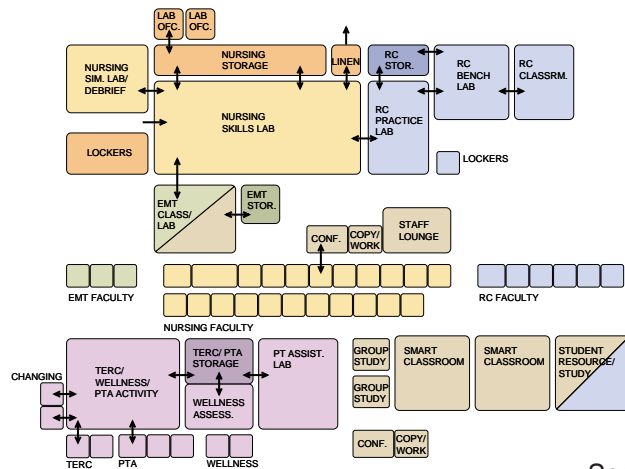 LAB
OFC.
LAB
OFC.
NURSING
SIM. LAB/
DEBRIEF
NURSING
STORAGE
LINEN
RC
STOR.
RC
BENCH
LAB
RC
CLASSRM.
NURSING
SKILLS LAB
RC
PRACTICE
LAB
LOCKERS
LOCKERS
EMT
CLASS/
LAB
EMT
STOR.
CONF.
COPY/
WORK
STAFF
LOUNGE
EMT FACULTY
RC FACULTY
NURSING FACULTY
CHANGING
TERC/
WELLNESS/
PTA ACTIVITY
TERC/ PTA
STORAGE
PT ASSIST.
LAB
WELLNESS
ASSESS.
GROUP
STUDY
GROUP
STUDY
SMART
CLASSROOM
SMART
CLASSROOM
STUDENT
RESOURCE/
STUDY
CONF.
COPY/
WORK
TERC
PTA
WELLNESS